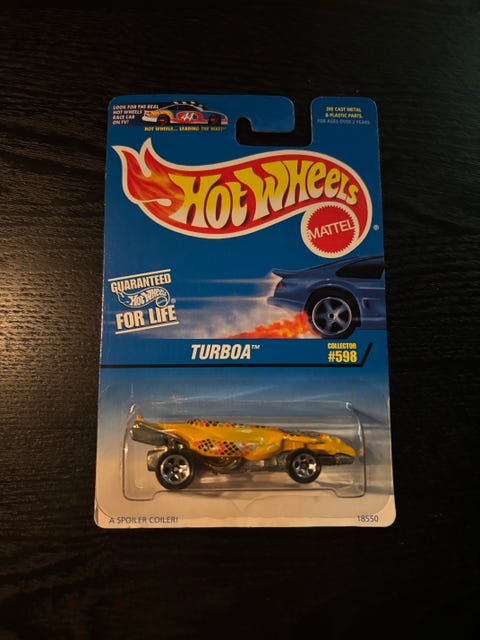 LOOK FOR THE REAL
HOT WHEELS
RACE CAR
ON TV!
44
HOT WHEELS... LEADING THE WAY!
DIE CAST METAL
& PLASTIC PARTS.
FOR AGES OVER 3 YEARS
HOT WHEELS
®
MATTEL
GUARANTEED
HOT WHEELS
FOR LIFE
TURBOA™
COLLECTOR
#598
A SPOILER COILER!
18550